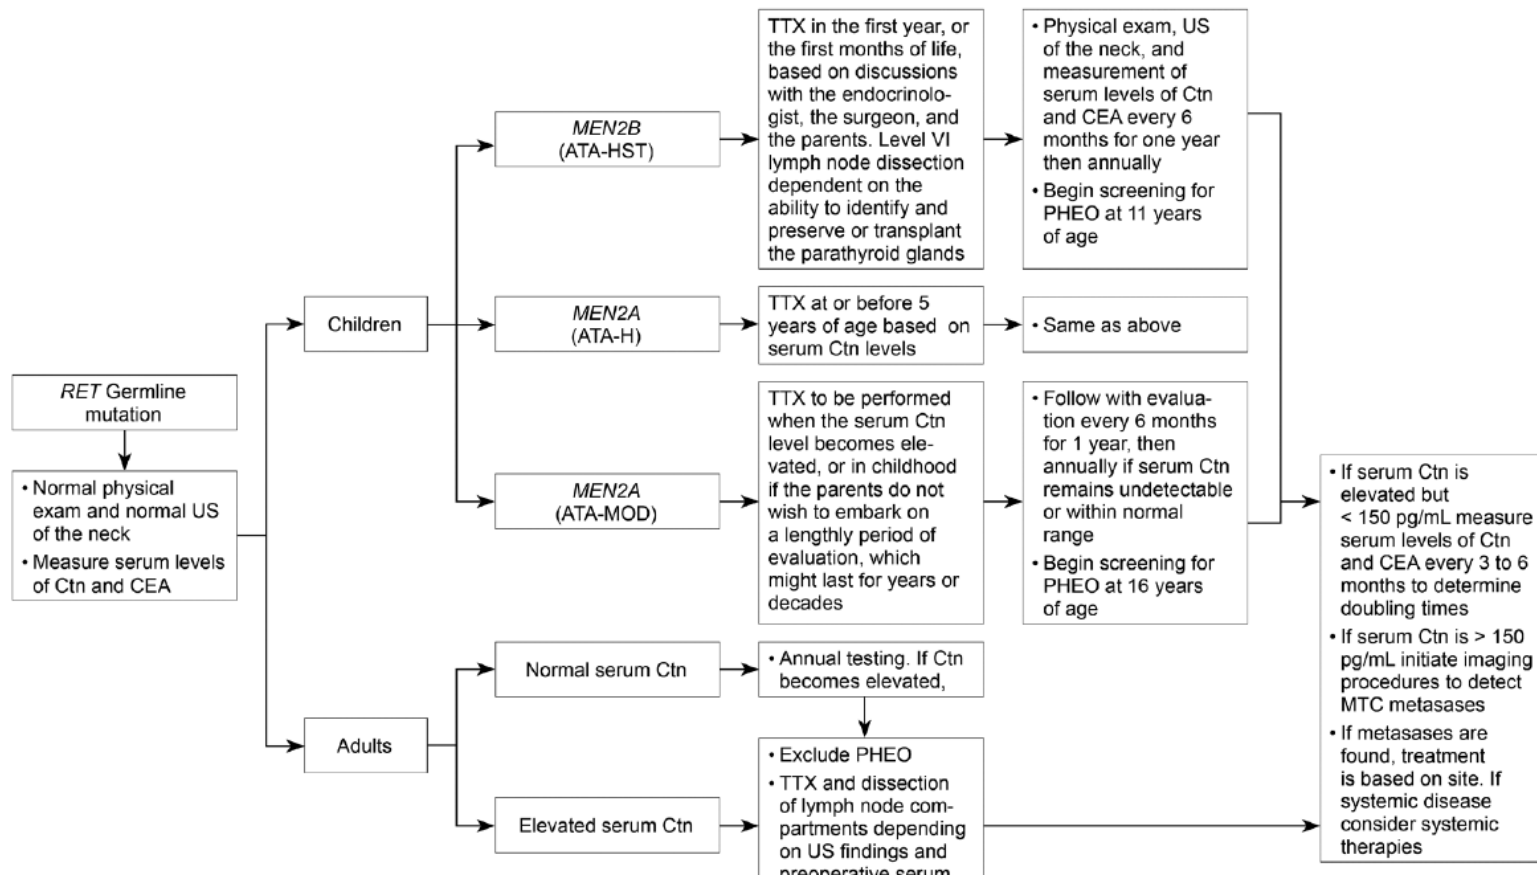 RET Germline
mutation
• Normal physical
exam and normal US
of the neck
• Measure serum levels
of Ctn and CEA
Children
Adults
MEN2B
(ATA-HST)
TTX in the first year, or
the first months of life,
based on discussions
with the endocrinolo-
gist, the surgeon, and
the parents. Level VI
lymph node dissection
dependent on the
ability to identify and
preserve or transplant
the parathyroid glands
• Physical exam, US
of the neck, and
measurement of
serum levels of Ctn
and CEA every 6
months for one year
then annually
• Begin screening for
PHEO at 11 years
of age
MEN2A
(ATA-H)
TTX at or before 5
years of age based on
serum Ctn levels
• Same as above
MEN2A
(ATA-MOD)
TTX to be performed
when the serum Ctn
level becomes ele-
vated, or in childhood
if the parents do not
wish to embark on
a lengthly period of
evaluation, which
might last for years or
decades
• Follow with evalua-
tion every 6 months
for 1 year, then
annually if serum Ctn
remains undetectable
or within normal
range
• Begin screening for
PHEO at 16 years
of age
Normal serum Ctn
• Annual testing. If Ctn
becomes elevated,
Elevated serum Ctn
• Exclude PHEO
• TTX and dissection
of lymph node com-
partments depending
on US findings and
preoperative serum
• If serum Ctn is
elevated but
< 150 pg/mL measure
serum levels of Ctn
and CEA every 3 to 6
months to determine
doubling times
• If serum Ctn is > 150
pg/mL initiate imaging
procedures to detect
MTC metasases
• If metasases are
found, treatment
is based on site. If
systemic disease
consider systemic
therapies